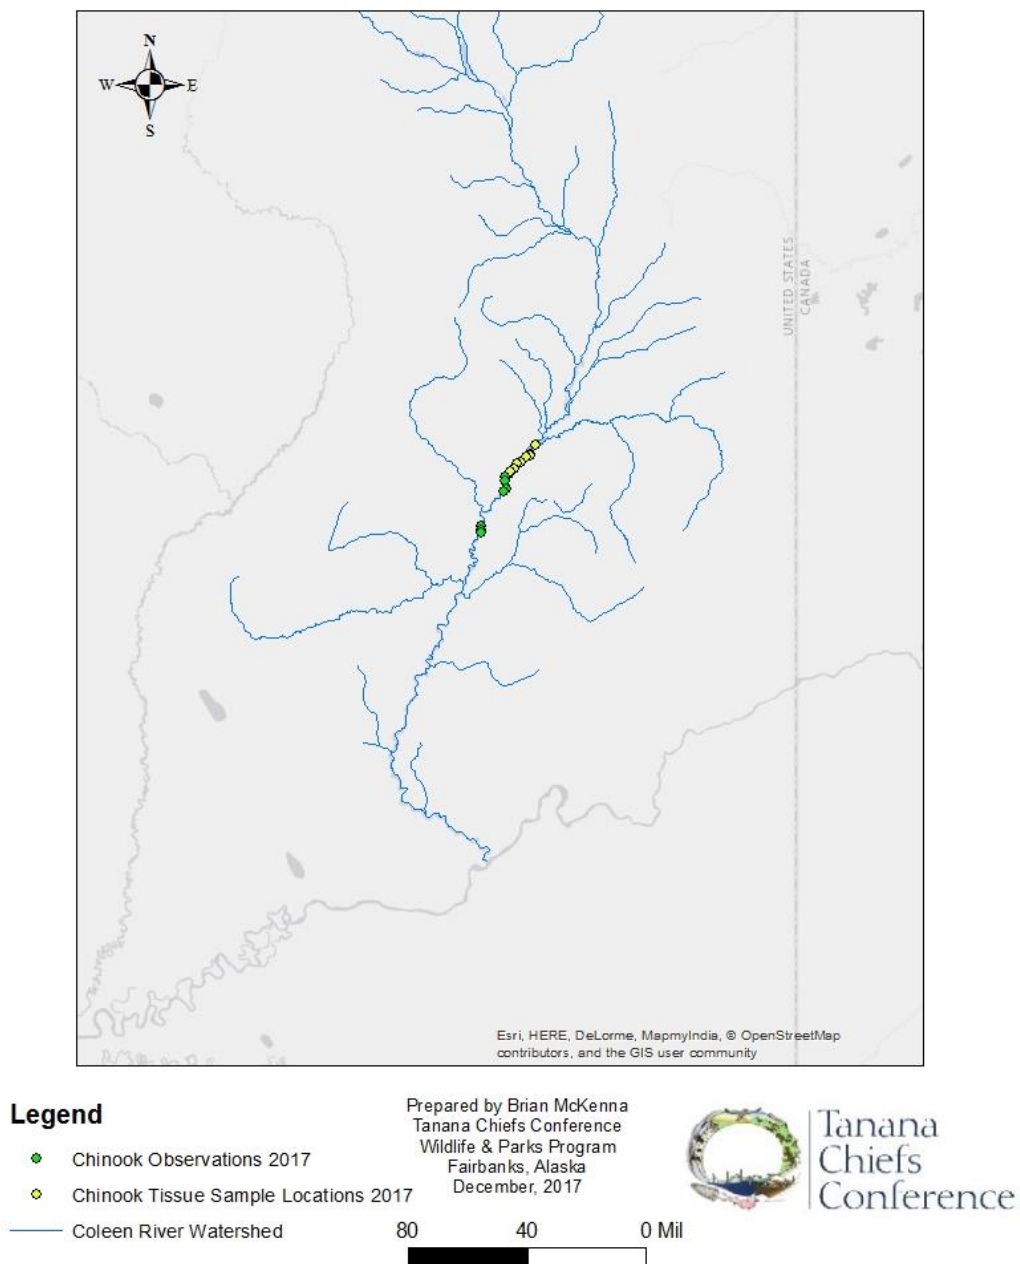 N
W E
S
UNITED STATES
CANADA
Esri, HERE, DeLorme, MapmyIndia, © OpenStreetMap
contributors, and the GIS user community
Legend
Chinook Observations 2017
Chinook Tissue Sample Locations 2017
Coleen River Watershed
Prepared by Brian McKenna
Tanana Chiefs Conference
Wildlife & Parks Program
Fairbanks, Alaska
December, 2017
80 40 0 Mil
Tanana
Chiefs
Conference